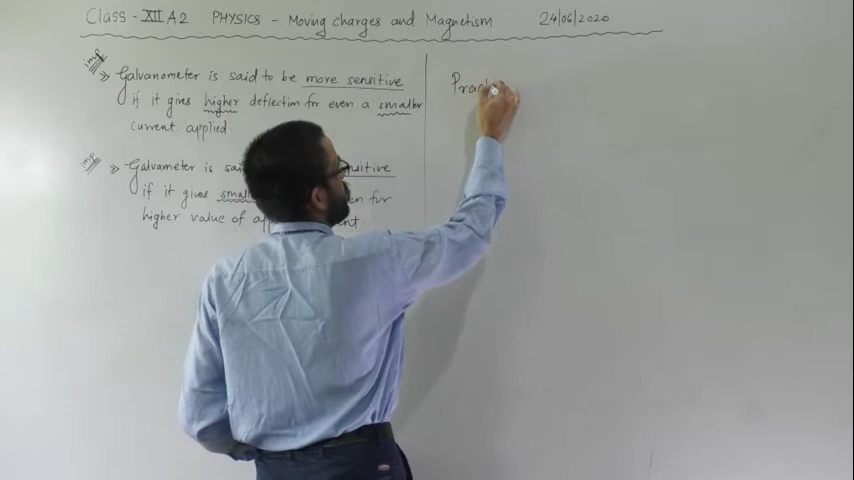 Class - XII A2 PHYSICS - Moving charges and Magnetism 24/06/2020
imp
Galvanometer is said to be more sensitive
if it gives higher deflection for even a smaller
current applied
imp
Galvameter is
if it gives
higher value of
Pra